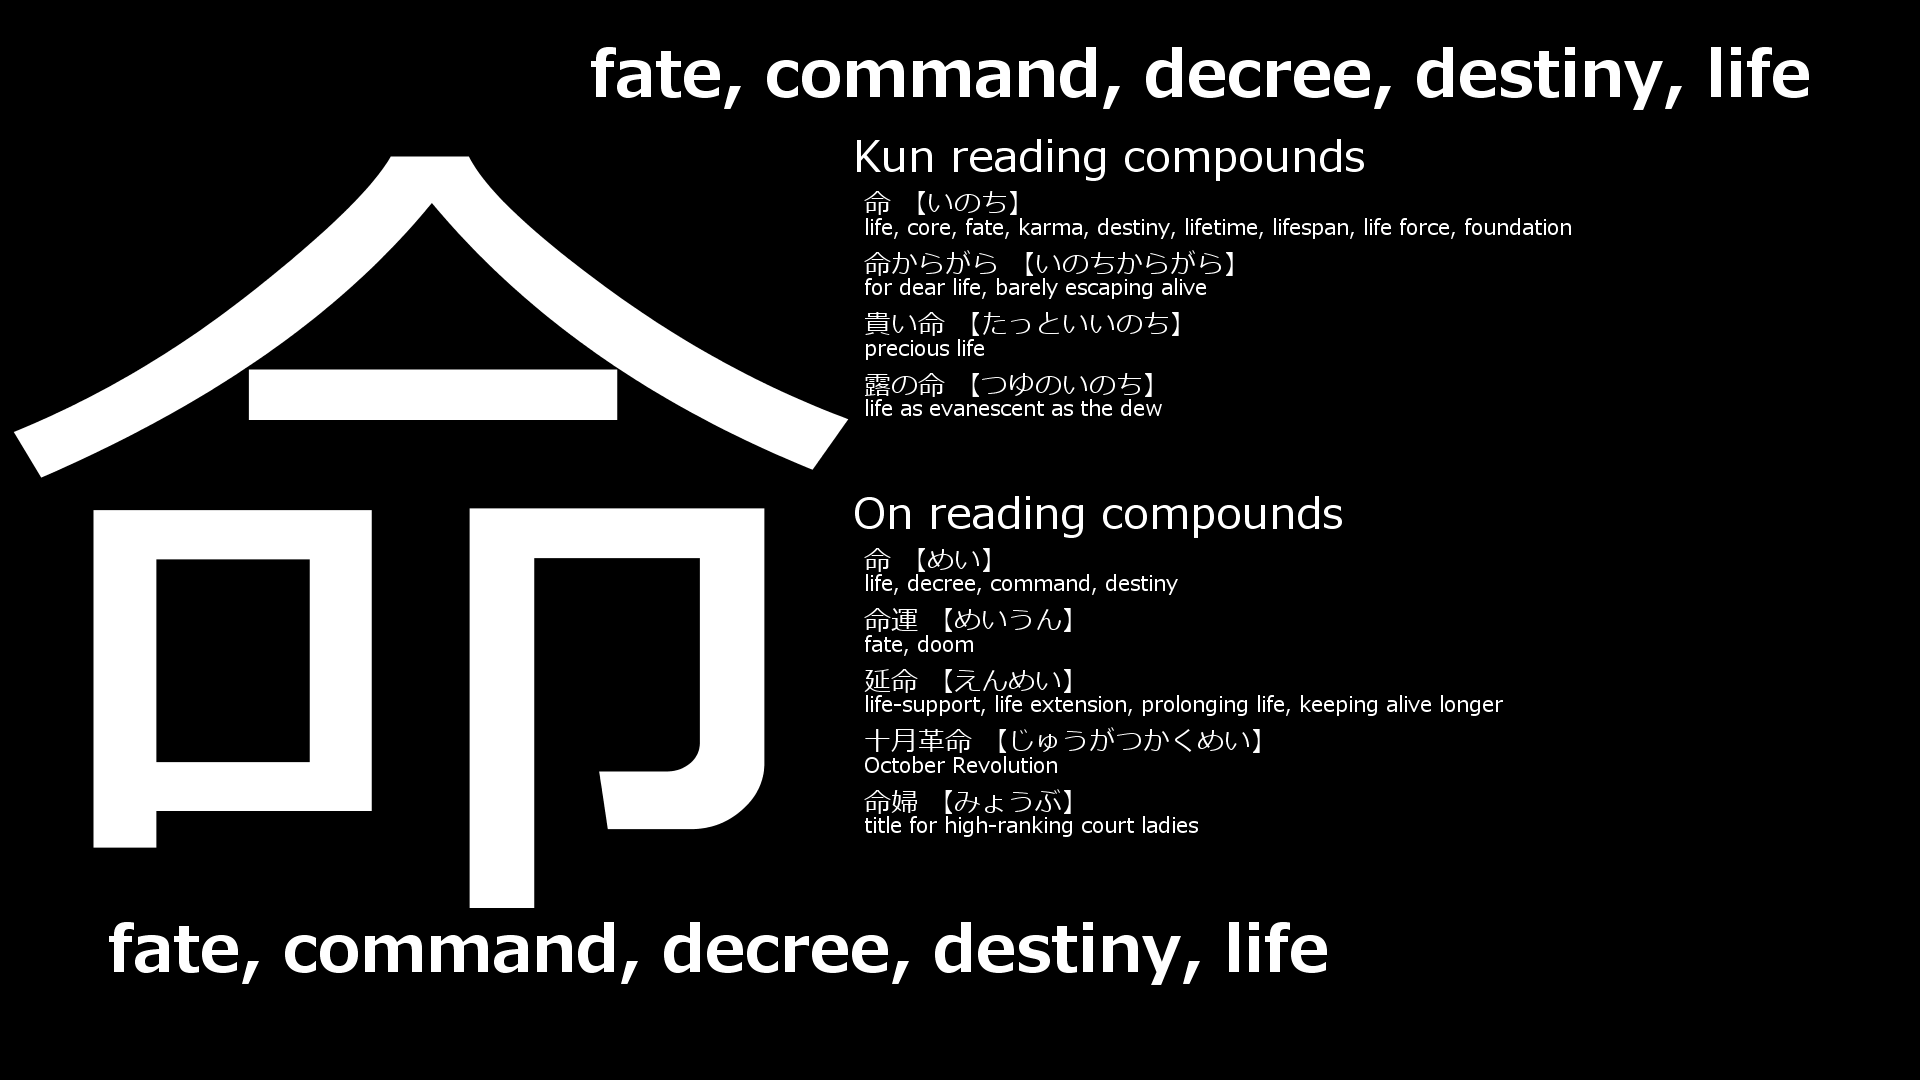 fate, command, decree, destiny, life
命
Kun reading compounds
命 【いのち】
life, core, fate, karma, destiny, lifetime, lifespan, life force, foundation
命からがら 【いのちからがら】
for dear life, barely escaping alive
貴い命 【たっといいのち】
precious life
露の命 【つゆのいのち】
life as evanescent as the dew
On reading compounds
命 【めい】
life, decree, command, destiny
命運 【めいうん】
fate, doom
延命 【えんめい】
life-support, life extension, prolonging life, keeping alive longer
十月革命 【じゅうがつかくめい】
October Revolution
命婦 【みょうぶ】
title for high-ranking court ladies
fate, command, decree, destiny, life